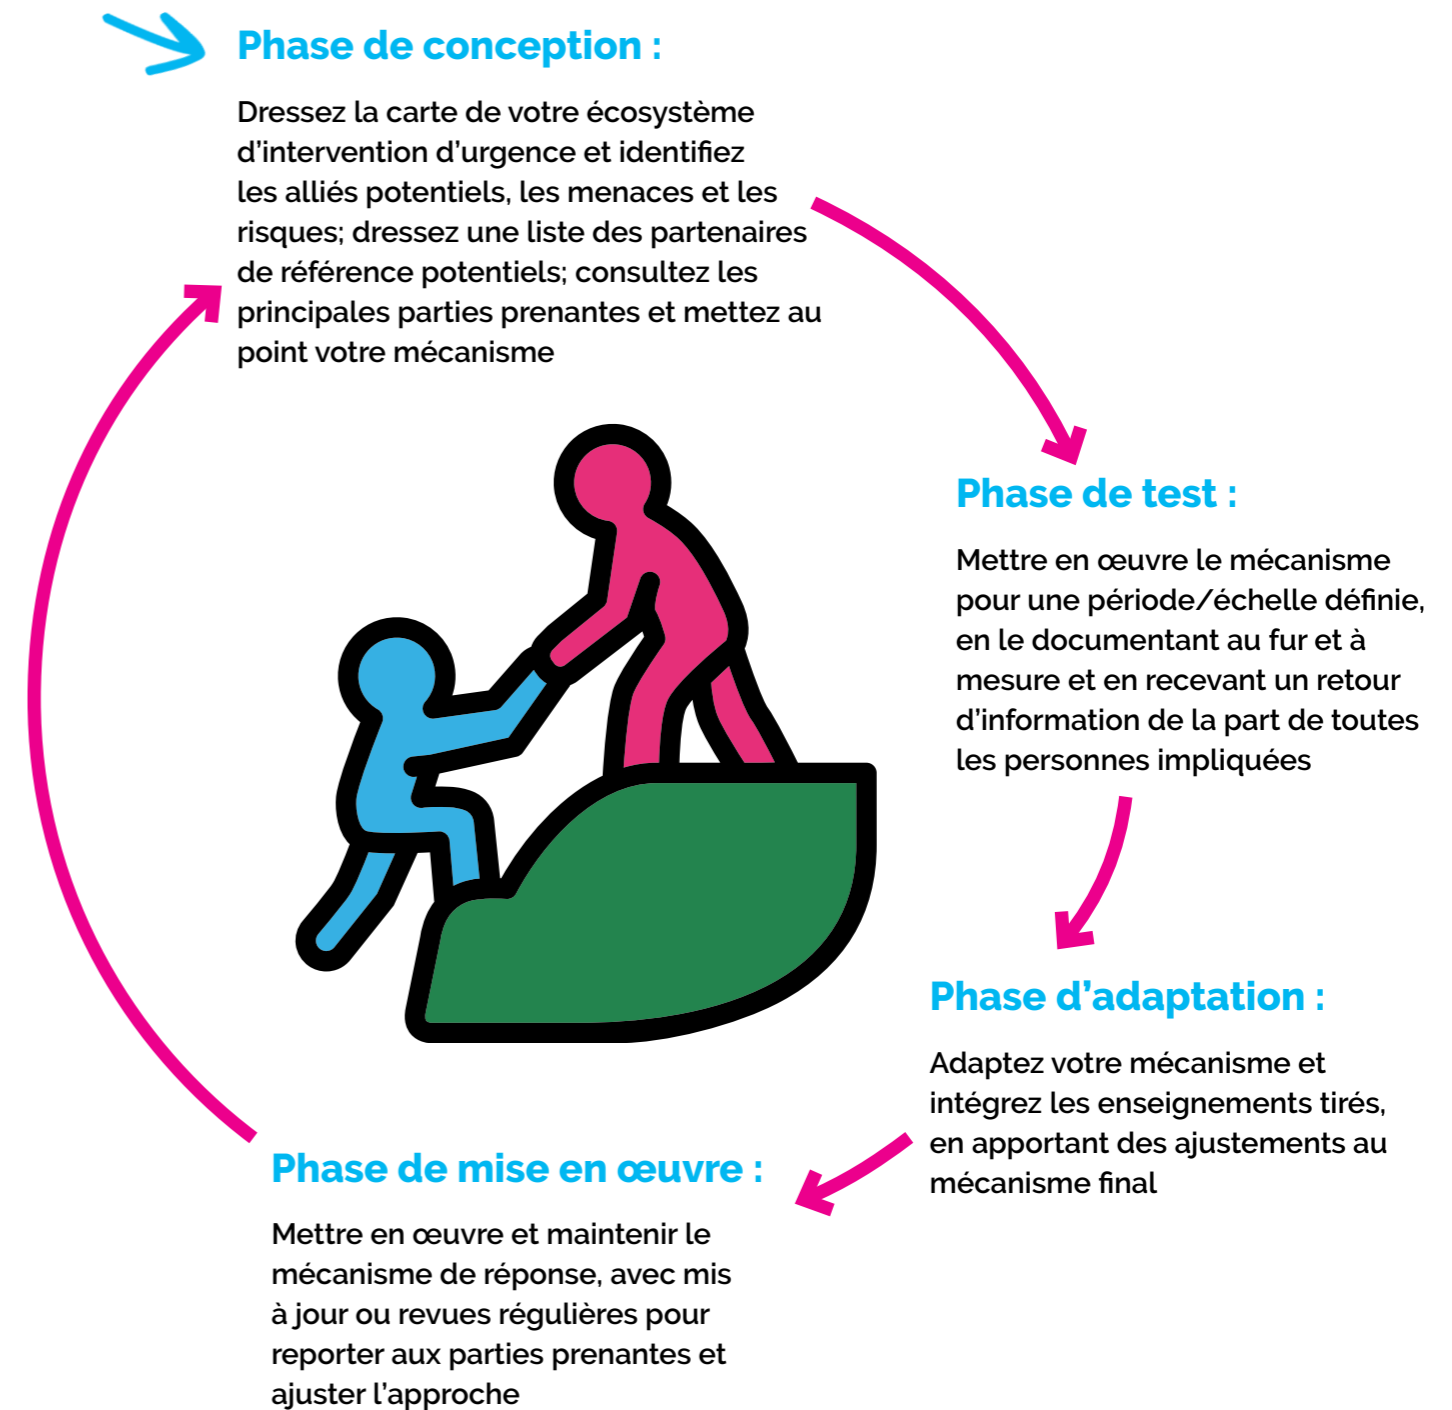 Phase de conception :
Dressez la carte de votre écosystème
d’intervention d’urgence et identifiez
les alliés potentiels, les menaces et les
risques; dressez une liste des partenaires
de référence potentiels; consultez les
principales parties prenantes et mettez au
point votre mécanisme
Phase de test :
Mettre en œuvre le mécanisme
pour une période/échelle définie,
en le documentant au fur et à
mesure et en recevant un retour
d’information de la part de toutes
les personnes impliquées
Phase d’adaptation :
Adaptez votre mécanisme et
intégrez les enseignements tirés,
en apportant des ajustements au
mécanisme final
Phase de mise en œuvre :
Mettre en œuvre et maintenir le
mécanisme de réponse, avec mis
à jour ou revues régulières pour
reporter aux parties prenantes et
ajuster l’approche